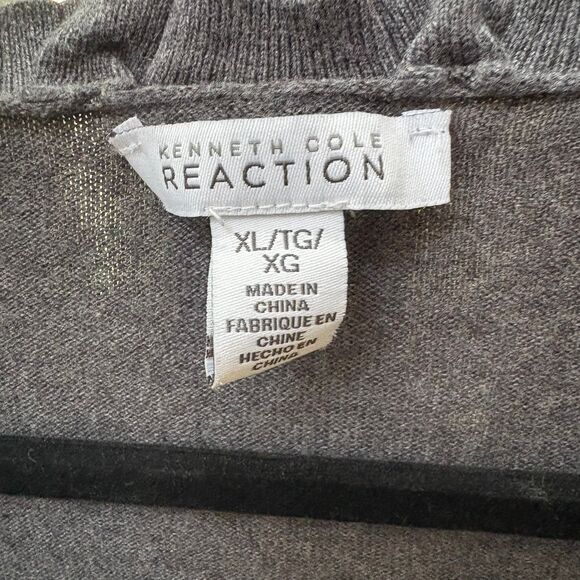 KENNETH COLE
REACTION
XL/TG/
XG
MADE IN
CHINA
FABRIQUE EN
CHINE
HECHO EN
CHINA